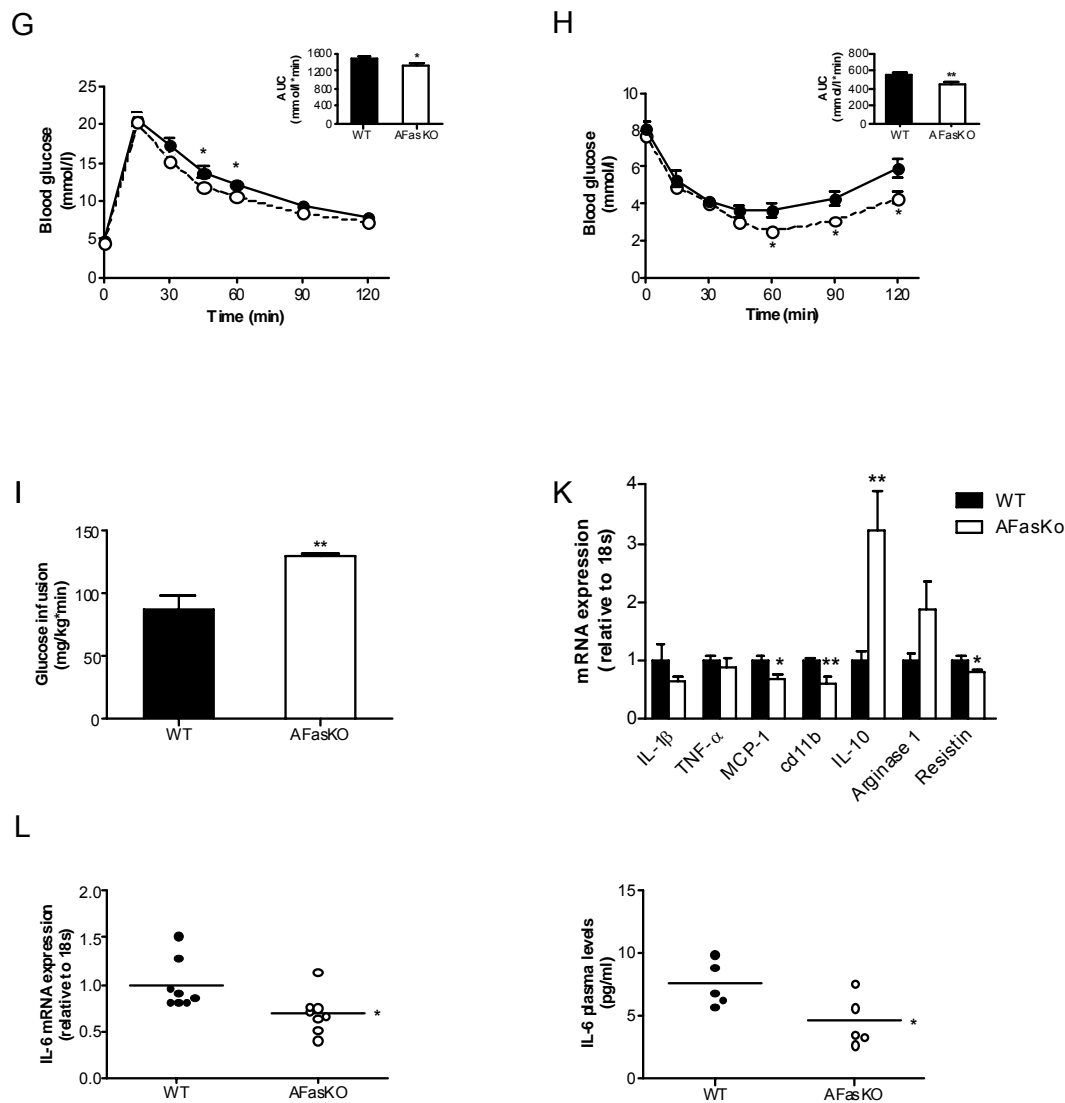 G
H
1600
1200
800
400
0
AUC
(mmol/l*min)
*
WT
AFasKO
25
20
15
10
5
0
Blood glucose
(mmol/l)
*
*
0
30
60
90
120
Time (min)
800
600
400
200
0
AUC
(mmol/l*min)
**
WT
AFasKO
10
8
6
4
2
0
Blood glucose
(mmol/l)
*
*
*
0
30
60
90
120
Time (min)
I
K
150
100
50
0
Glucose infusion
(mg/kg*min)
**
WT
AFasKO
4
3
2
1
0
mRNA expression
(relative to 18s)
*
**
**
*
WT
AFasKo
IL-1β
TNF-α
MCP-1
cd11b
IL-10
Arginase 1
Resistin
L
2.0
1.5
1.0
0.5
0.0
IL-6 mRNA expression
(relative to 18s)
*
WT
AFasKO
15
10
5
0
IL-6 plasma levels
(pg/ml)
*
WT
AFasKO